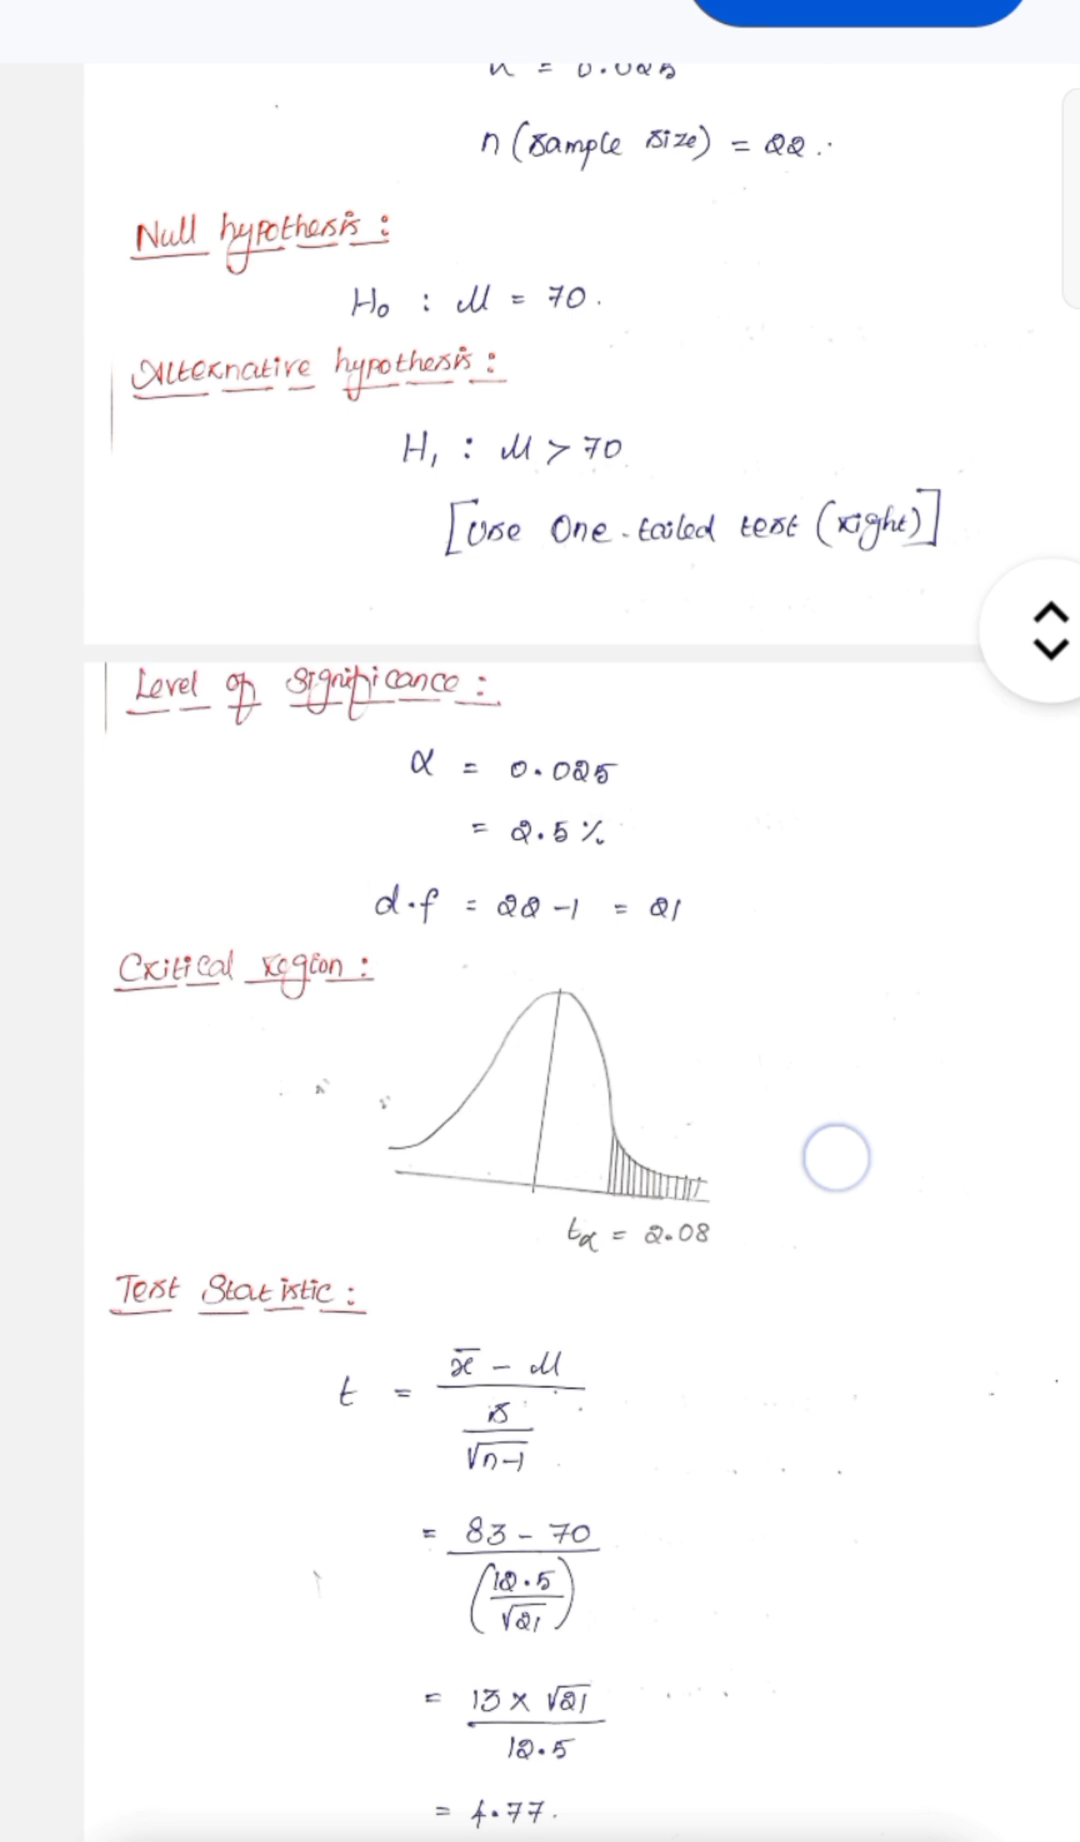 n (sample size) = 22.
Null hypothesis :
H₀ : μ = 70.
Alternative hypothesis :
H₁ : μ > 70
[Use One-tailed test (right)]
Level of Significance :
α = 0.025
= 2.5 %
d.f = 22 - 1 = 21
Critical region :
tα = 2.08
Test Statistic :
t = (x̄ - μ) / (s / √n-1)
= (83 - 70) / (12.5 / √21)
= 13 × √21 / 12.5
= 4.77.